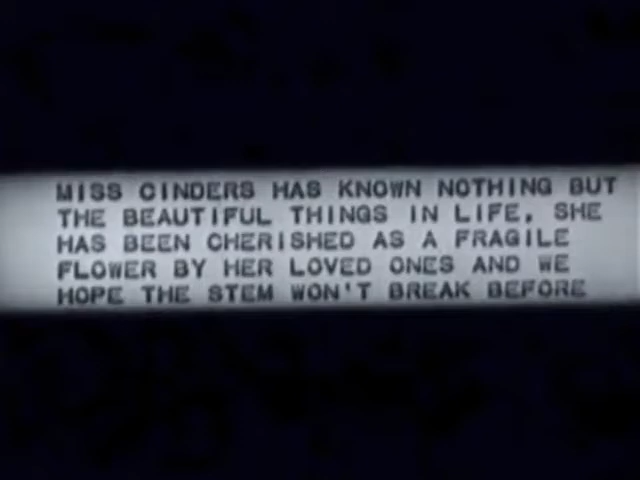 MISS CINDERS HAS KNOWN NOTHING BUT
THE BEAUTIFUL THINGS IN LIFE. SHE
HAS BEEN CHERISHED AS A FRAGILE
FLOWER BY HER LOVED ONES AND WE
HOPE THE STEM WON'T BREAK BEFORE